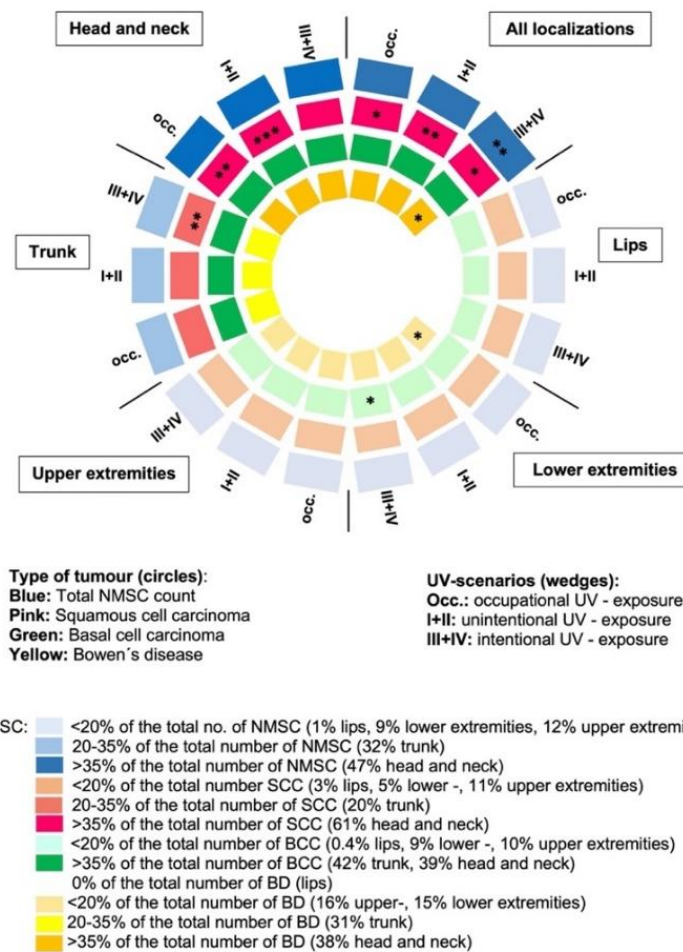 Head and neck
All localizations
III+IV
occ.
I+II
I+II
occ.
III+IV
**
*
**
***
**
*
*
III+IV
**
occ.
Trunk
I+II
Lips
I+II
occ.
III+IV
*
*
III+IV
occ.
Upper extremities
I+II
occ.
III+IV
I+II
Lower extremities
Type of tumour (circles):
Blue: Total NMSC count
Pink: Squamous cell carcinoma
Green: Basal cell carcinoma
Yellow: Bowen´s disease
UV-scenarios (wedges):
Occ.: occupational UV - exposure
I+II: unintentional UV - exposure
III+IV: intentional UV - exposure
SC: <20% of the total no. of NMSC (1% lips, 9% lower extremities, 12% upper extremi
20-35% of the total number of NMSC (32% trunk)
>35% of the total number of NMSC (47% head and neck)
<20% of the total number SCC (3% lips, 5% lower -, 11% upper extremities)
20-35% of the total number of SCC (20% trunk)
>35% of the total number of SCC (61% head and neck)
<20% of the total number of BCC (0.4% lips, 9% lower -, 10% upper extremities)
>35% of the total number of BCC (42% trunk, 39% head and neck)
0% of the total number of BD (lips)
<20% of the total number of BD (16% upper-, 15% lower extremities)
20-35% of the total number of BD (31% trunk)
>35% of the total number of BD (38% head and neck)